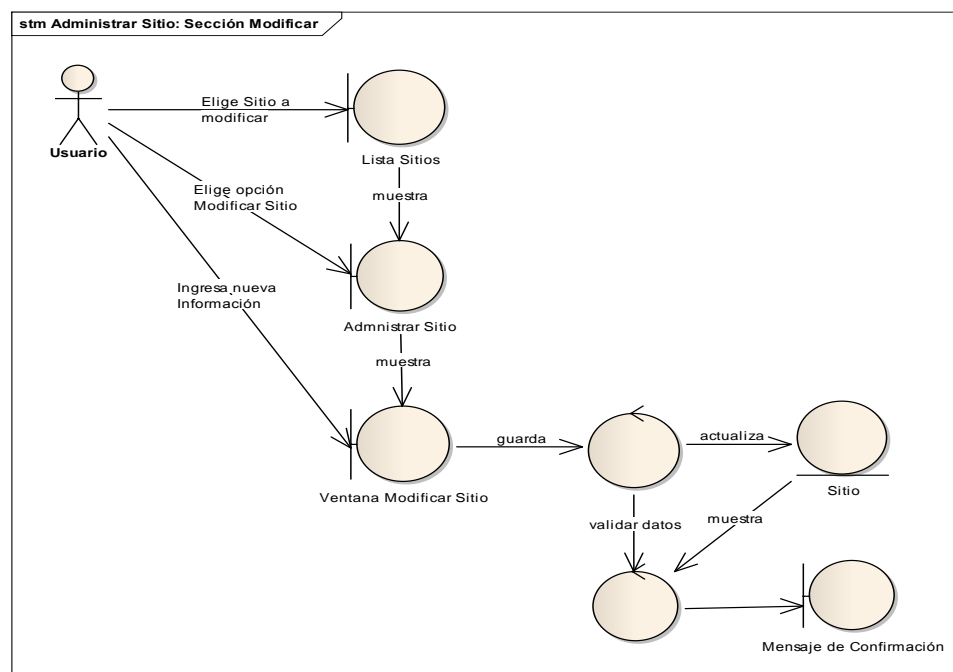 stm Administrar Sitio: Sección Modificar
Elige Sitio a
modificar
Usuario
Lista Sitios
muestra
Elige opción
Modificar Sitio
Ingresa nueva
Información
Admnistrar Sitio
muestra
guarda
actualiza
Ventana Modificar Sitio
Sitio
validar datos
muestra
Mensaje de Confirmación